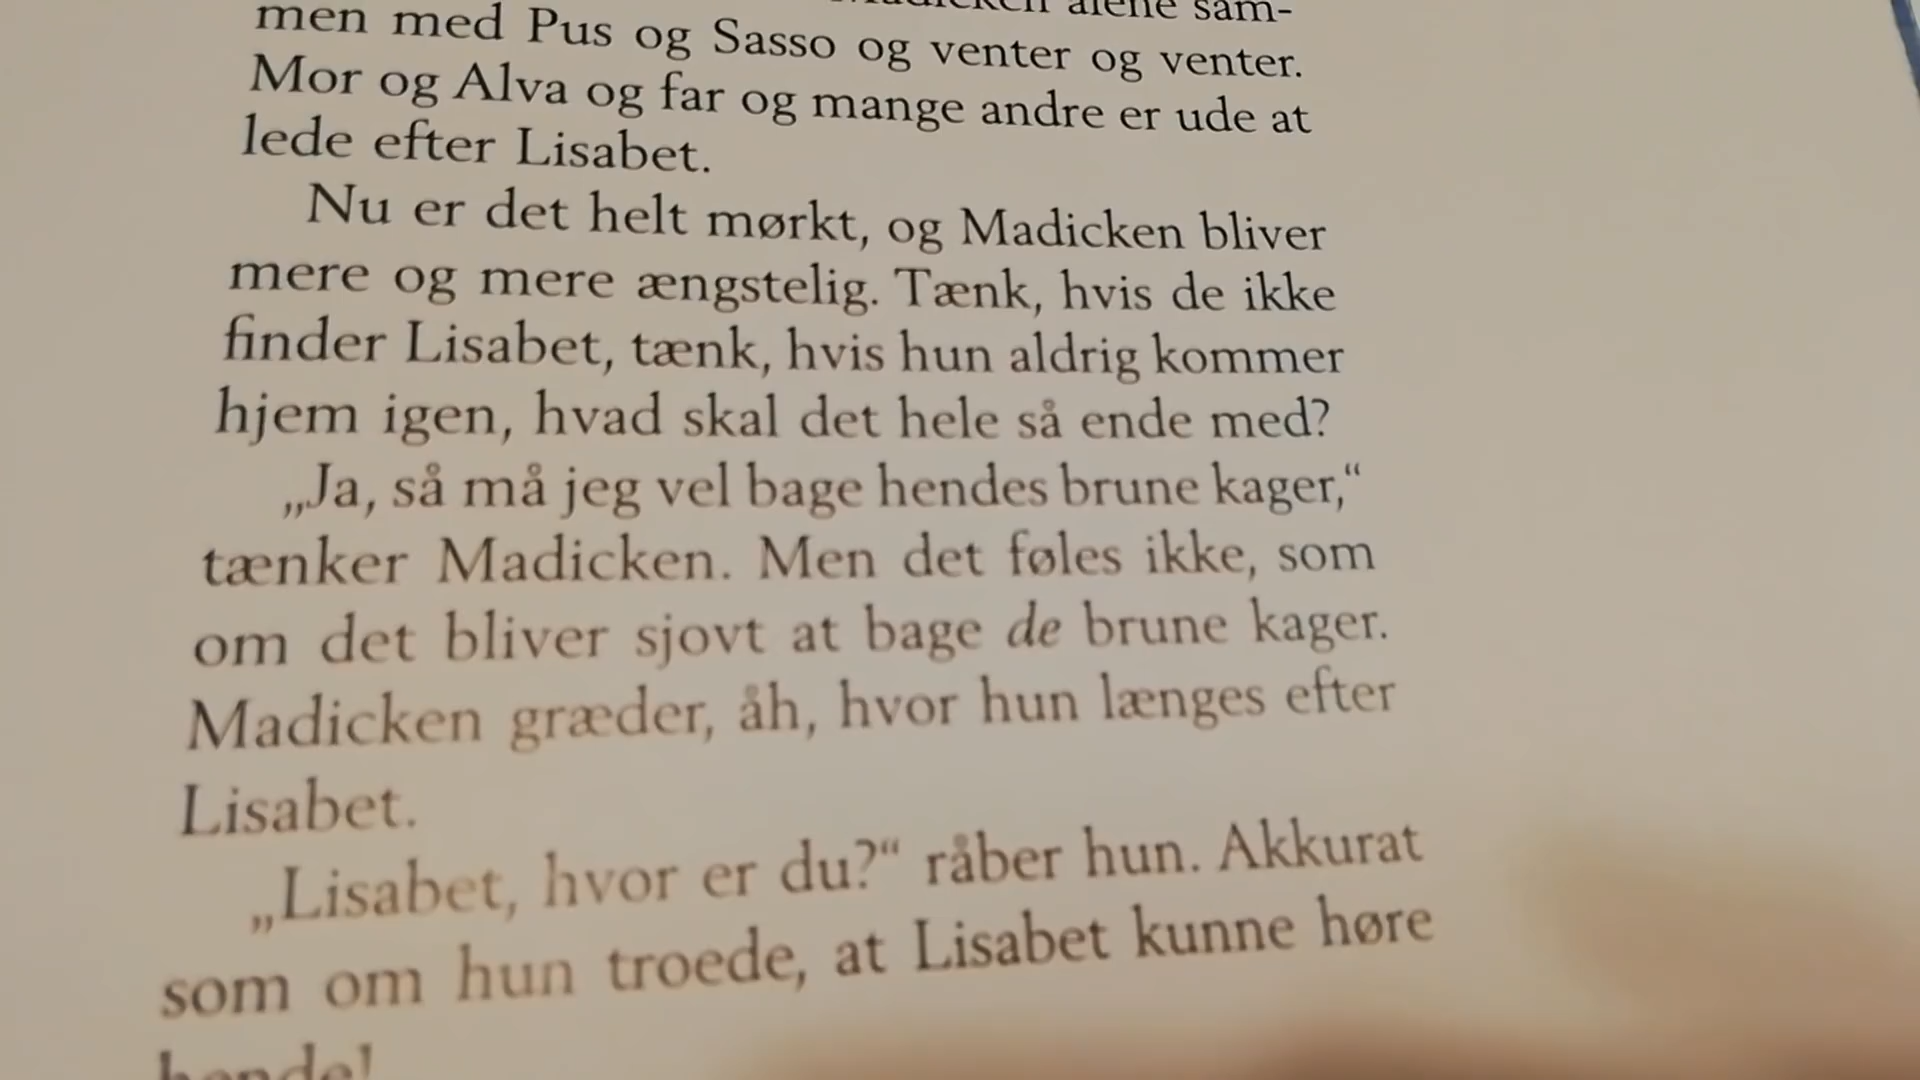 Madicken alene sam-
men med Pus og Sasso og venter og venter.
Mor og Alva og far og mange andre er ude at
lede efter Lisabet.
Nu er det helt mørkt, og Madicken bliver
mere og mere ængstelig. Tænk, hvis de ikke
finder Lisabet, tænk, hvis hun aldrig kommer
hjem igen, hvad skal det hele så ende med?
„Ja, så må jeg vel bage hendes brune kager,“
tænker Madicken. Men det føles ikke, som
om det bliver sjovt at bage de brune kager.
Madicken græder, åh, hvor hun længes efter
Lisabet.
„Lisabet, hvor er du?“ råber hun. Akkurat
som om hun troede, at Lisabet kunne høre
hende!